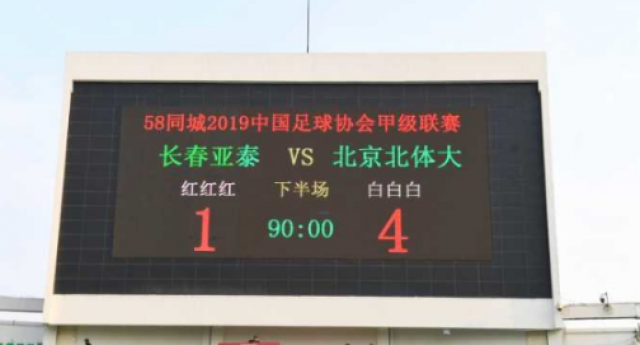 58同城2019中国足球协会甲级联赛
长春亚泰 VS 北京北体大
红红红 下半场 白白白
1 90:00 4